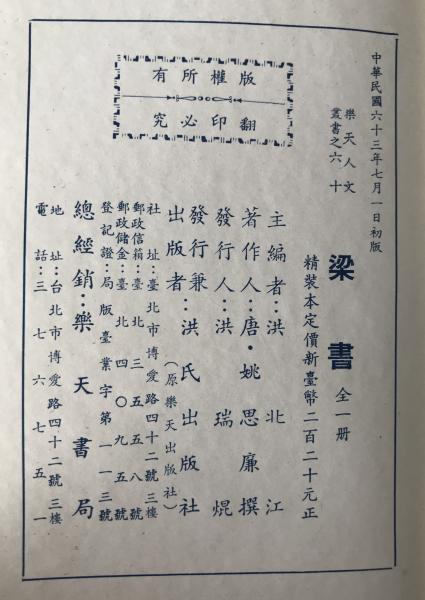 中華民國六十三年七月一日初版
樂天人文
叢書之六十
梁書 全一册
精裝本定價新臺幣二百二十元正
版權所有
翻印必究
主編者:洪北江
著作人:唐·姚思廉撰
發行人:洪瑞焜
發行兼出版者:洪氏出版社
(原樂天出版社)
社址:臺北市博愛路四十二號三樓
郵政信箱:臺北三五五八號
郵政儲金:臺北四〇九五號
登記證:局版臺業字第一一三號
總經銷:樂天書局
地址:台北市博愛路四十二號三樓
電話:三七六七五一